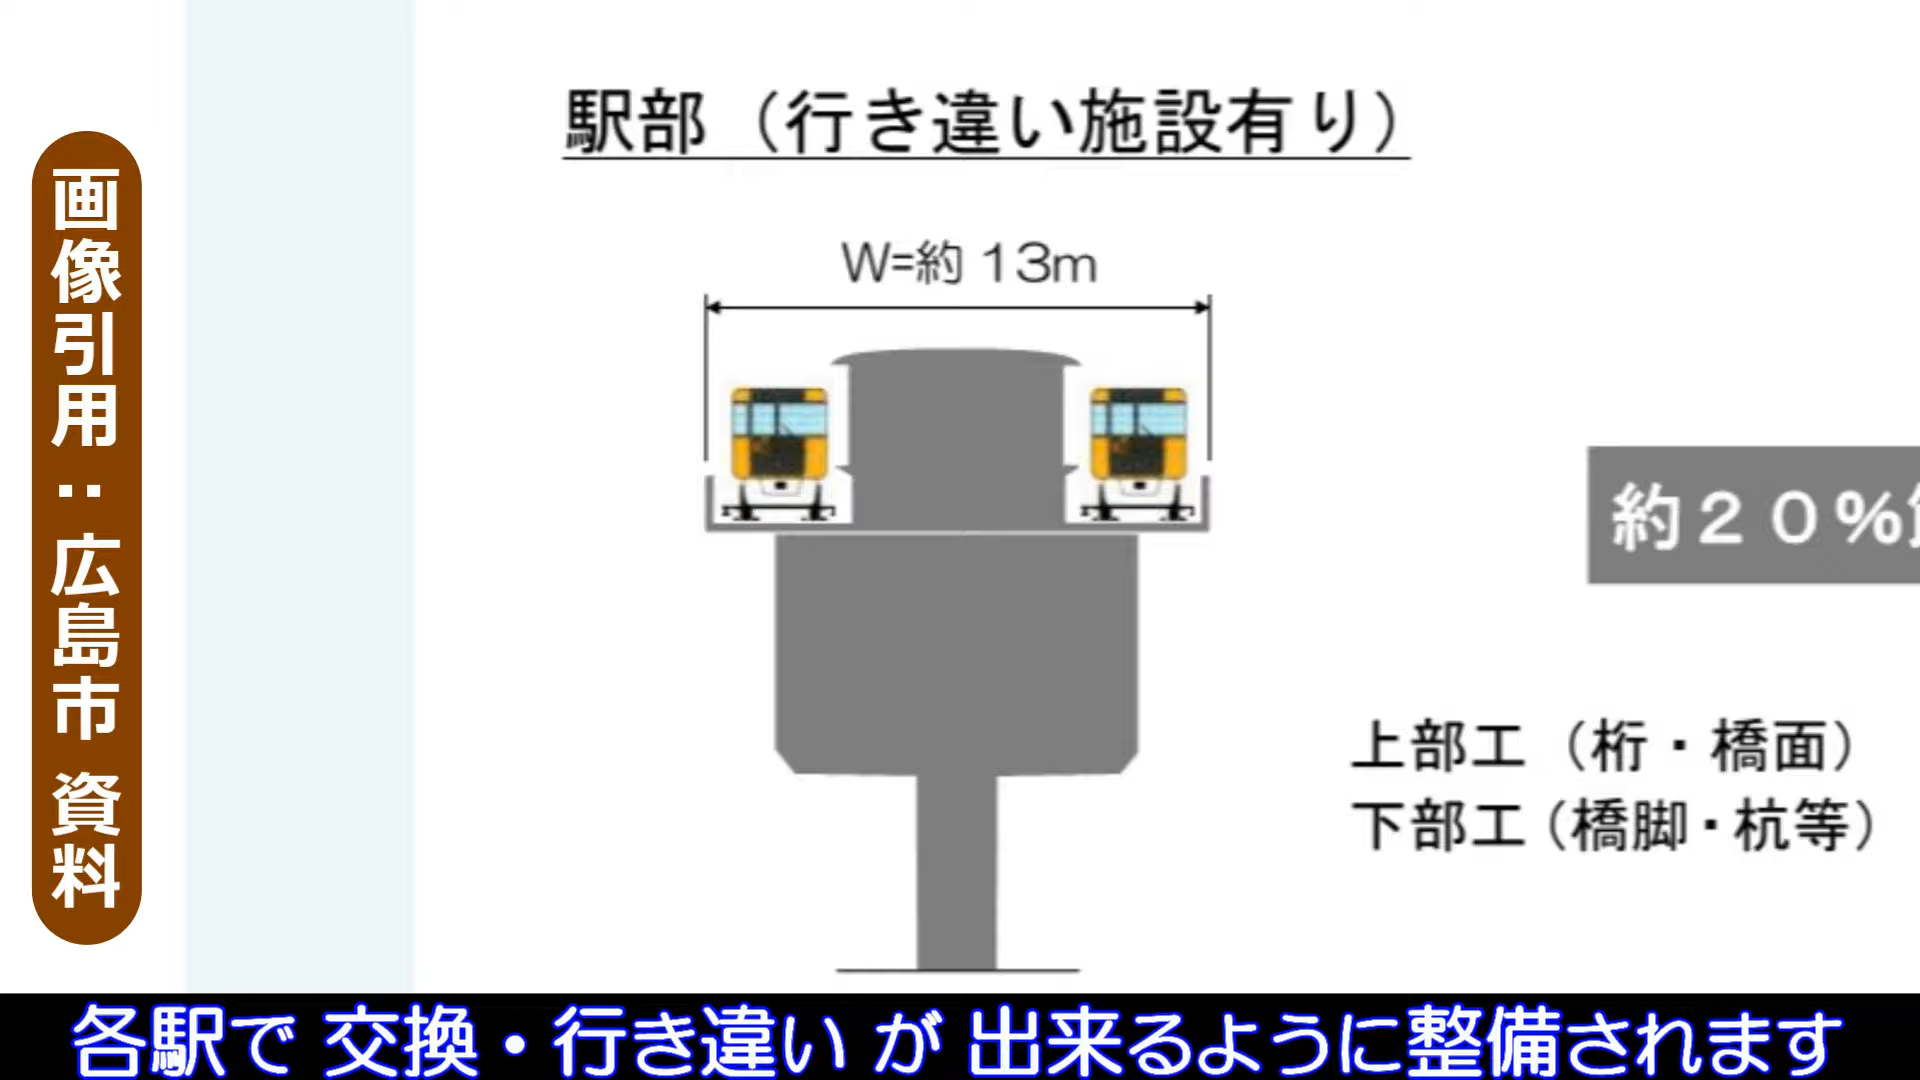 画像引用：広島市 資料
駅部（行き違い施設有り）
W=約 13m
約２０％
上部工（桁・橋面）
下部工（橋脚・杭等）
各駅で 交換・行き違い が 出来るように整備されます